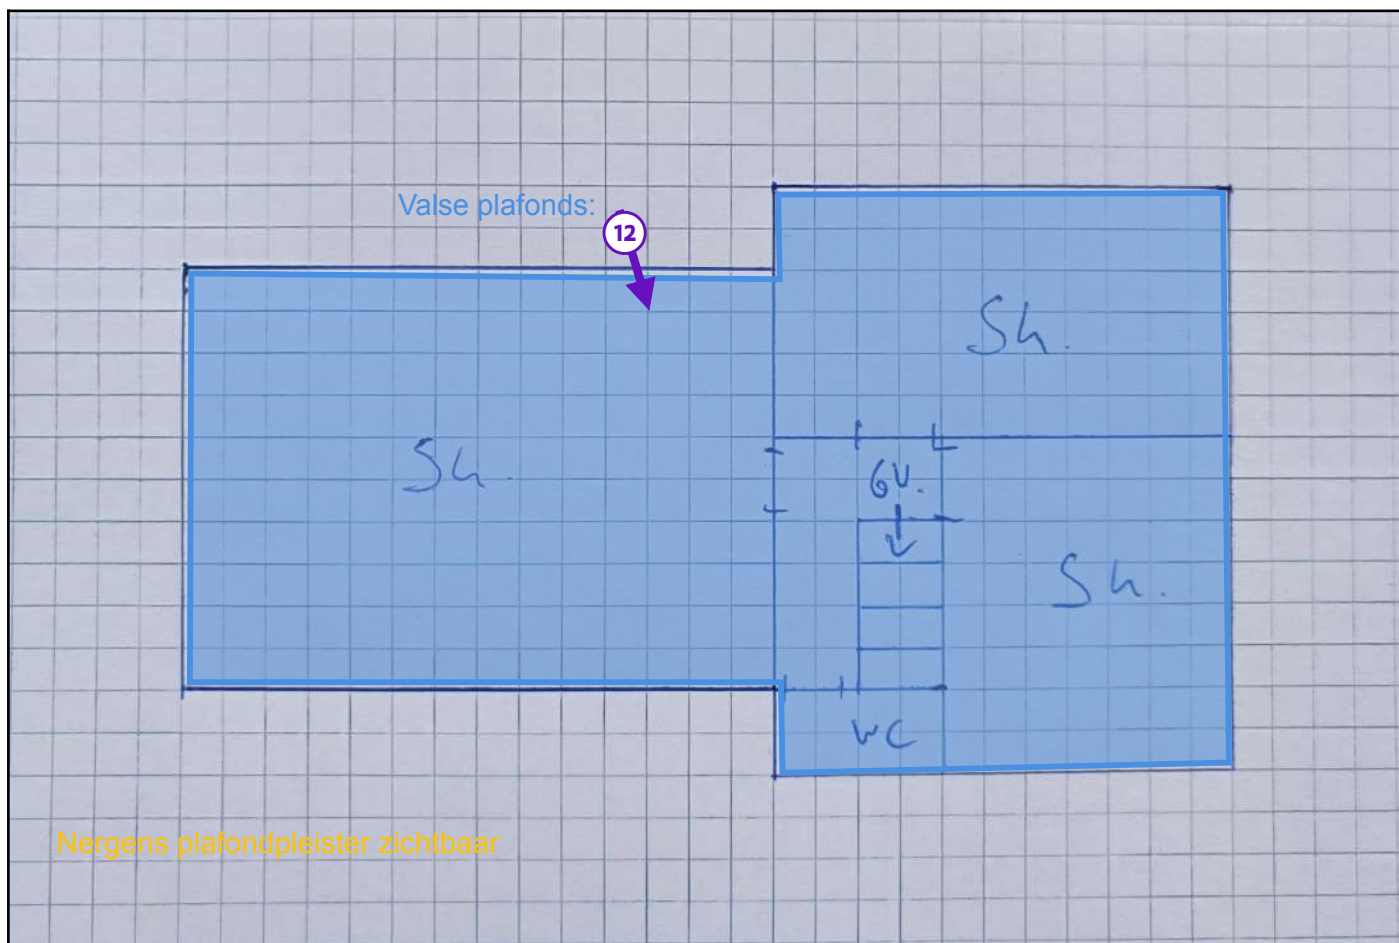 Valse plafonds:
12
Sh.
Sh.
GV.
Sh.
WC
Nergens plafondpleister zichtbaar